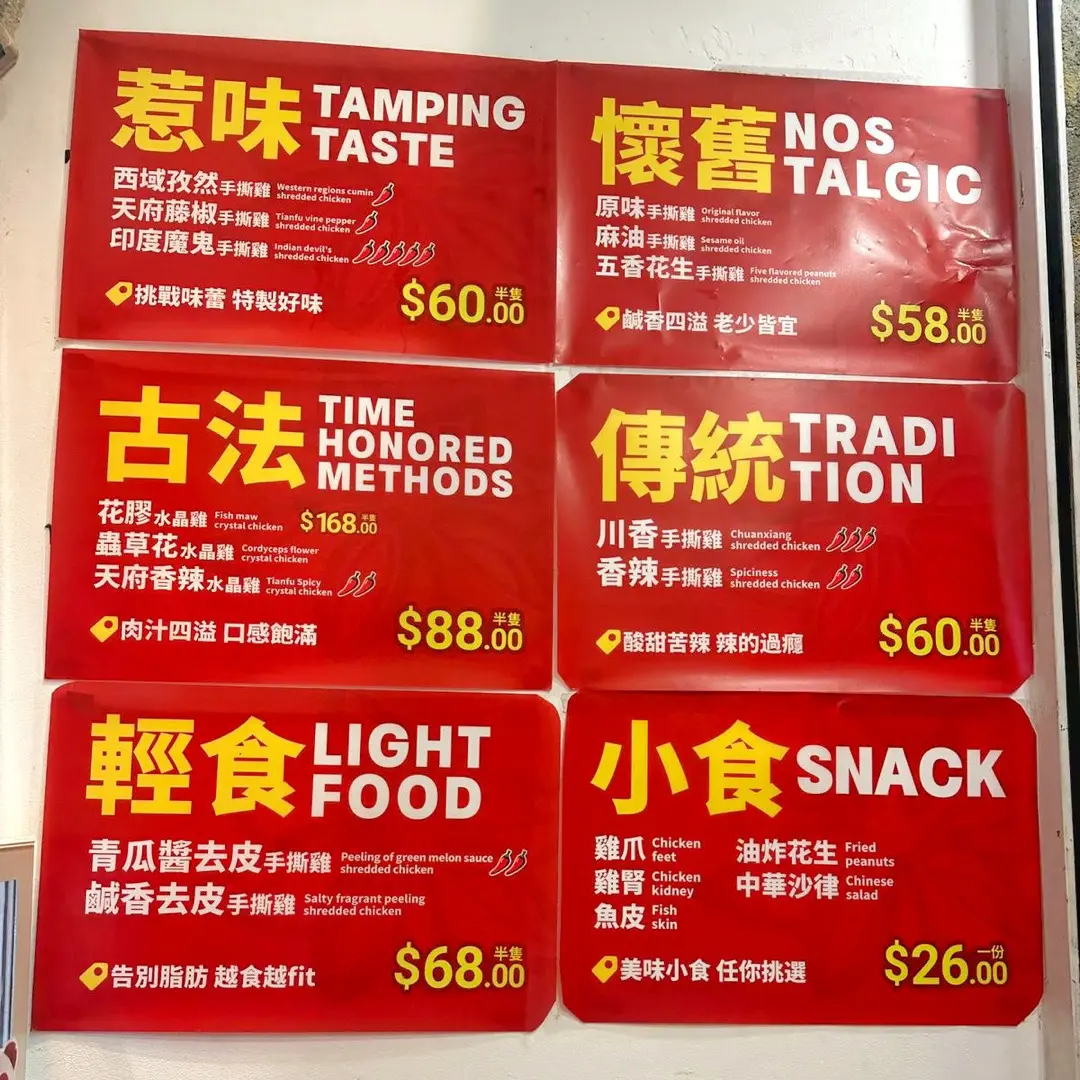 惹味
TAMPING
TASTE
西域孜然手撕雞 Western regions cumin
shredded chicken
天府藤椒手撕雞 Tianfu vine pepper
shredded chicken
印度魔鬼手撕雞 Indian devil's
shredded chicken
挑戰味蕾 特製好味
$60.00 半隻
懷舊
NOS
TALGIC
原味手撕雞 Original flavor
shredded chicken
麻油手撕雞 Sesame oil
shredded chicken
五香花生手撕雞 Five flavored peanuts
shredded chicken
鹹香四溢 老少皆宜
$58.00 半隻
古法
TIME
HONORED
METHODS
花膠水晶雞 Fish maw
crystal chicken
$168.00 半隻
蟲草花水晶雞 Cordyceps flower
crystal chicken
天府香辣水晶雞 Tianfu Spicy
crystal chicken
肉汁四溢 口感飽滿
$88.00 半隻
傳統
TRADI
TION
川香手撕雞 Chuanxiang
shredded chicken
香辣手撕雞 Spiciness
shredded chicken
酸甜苦辣 辣的過癮
$60.00 半隻
輕食
LIGHT
FOOD
青瓜醬去皮手撕雞 Peeling of green melon sauce
shredded chicken
鹹香去皮手撕雞 Salty fragrant peeling
shredded chicken
告別脂肪 越食越fit
$68.00 半隻
小食
SNACK
雞爪 Chicken
feet
雞腎 Chicken
kidney
魚皮 Fish
skin
油炸花生 Fried
peanuts
中華沙律 Chinese
salad
美味小食 任你挑選
$26.00 一份